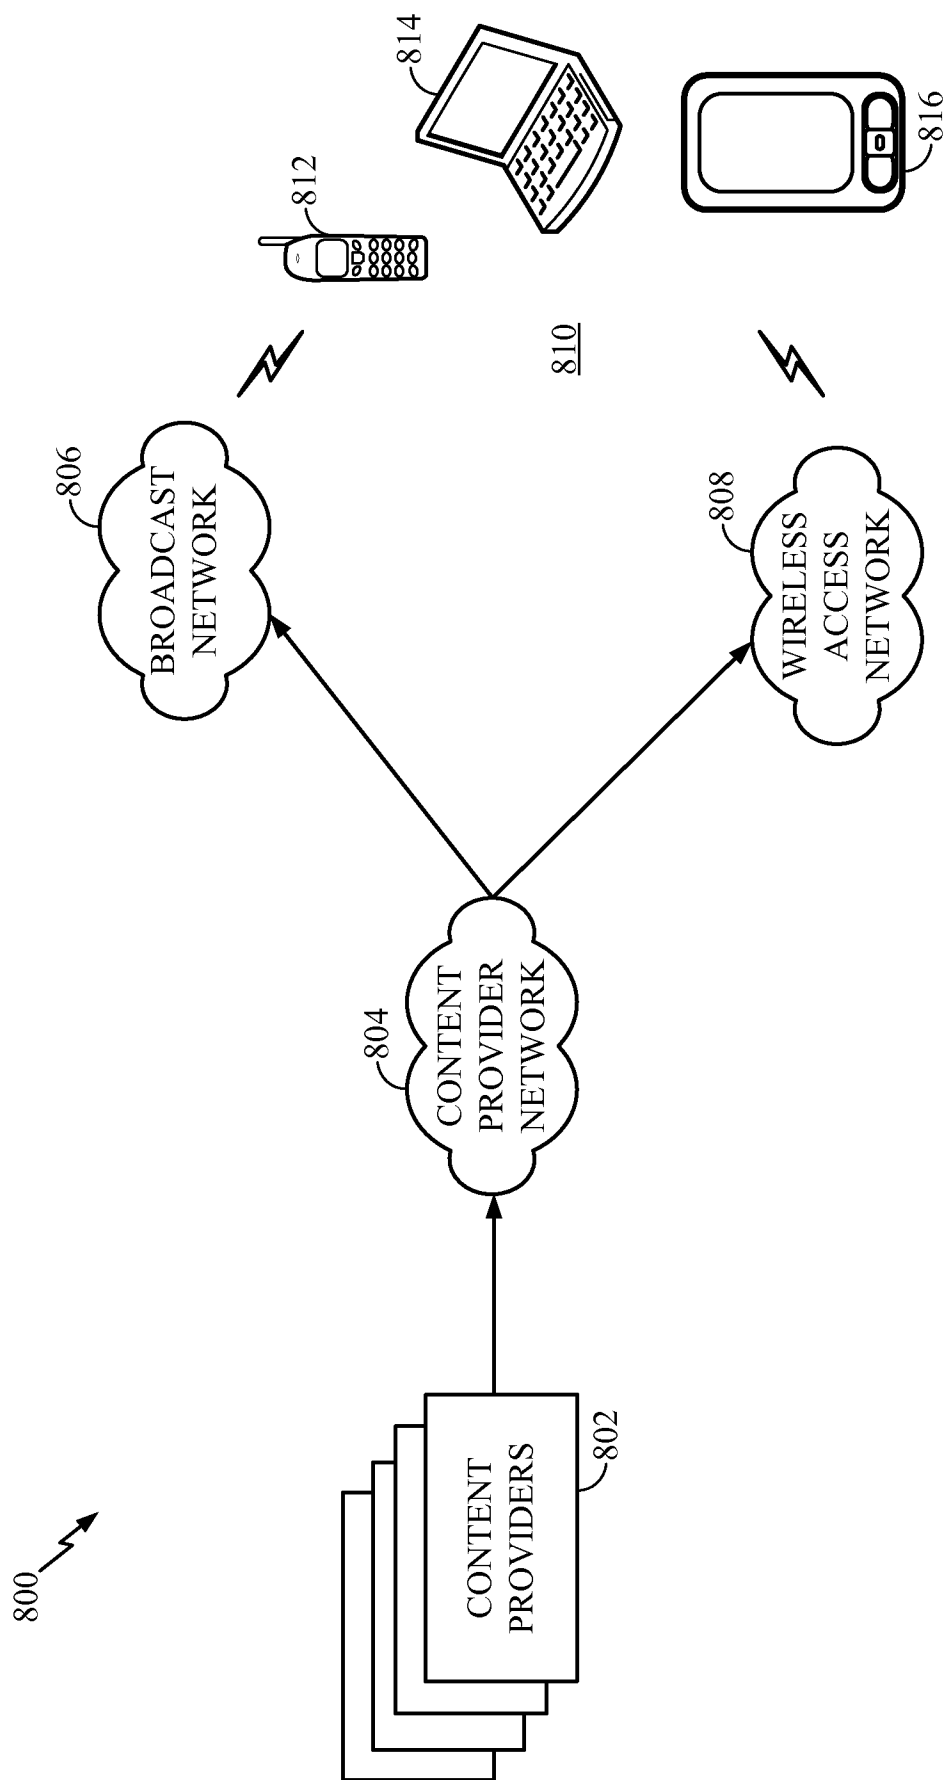 800
CONTENT
PROVIDERS
802
CONTENT
PROVIDER
NETWORK
804
BROADCAST
NETWORK
806
WIRELESS
ACCESS
NETWORK
808
810
812
814
816